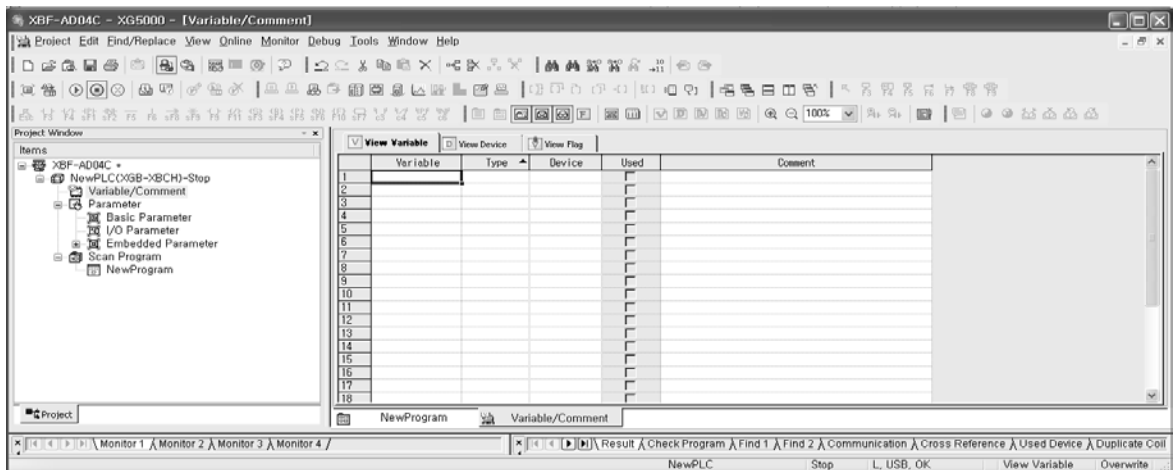 XBF-AD04C - XG5000 - [Variable/Comment]
Project Edit Find/Replace View Online Monitor Debug Tools Window Help
100%
Project Window
Items
XBF-AD04C *
NewPLC(XGB-XBCH)-Stop
Variable/Comment
Parameter
Basic Parameter
I/O Parameter
Embedded Parameter
Scan Program
NewProgram
Project
V View Variable D View Device View Flag
Variable Type Device Used Comment
1
2
3
4
5
6
7
8
9
10
11
12
13
14
15
16
17
18
NewProgram Variable/Comment
Monitor 1 Monitor 2 Monitor 3 Monitor 4
Result Check Program Find 1 Find 2 Communication Cross Reference Used Device Duplicate Coil
NewPLC Stop L, USB, OK View Variable Overwrite